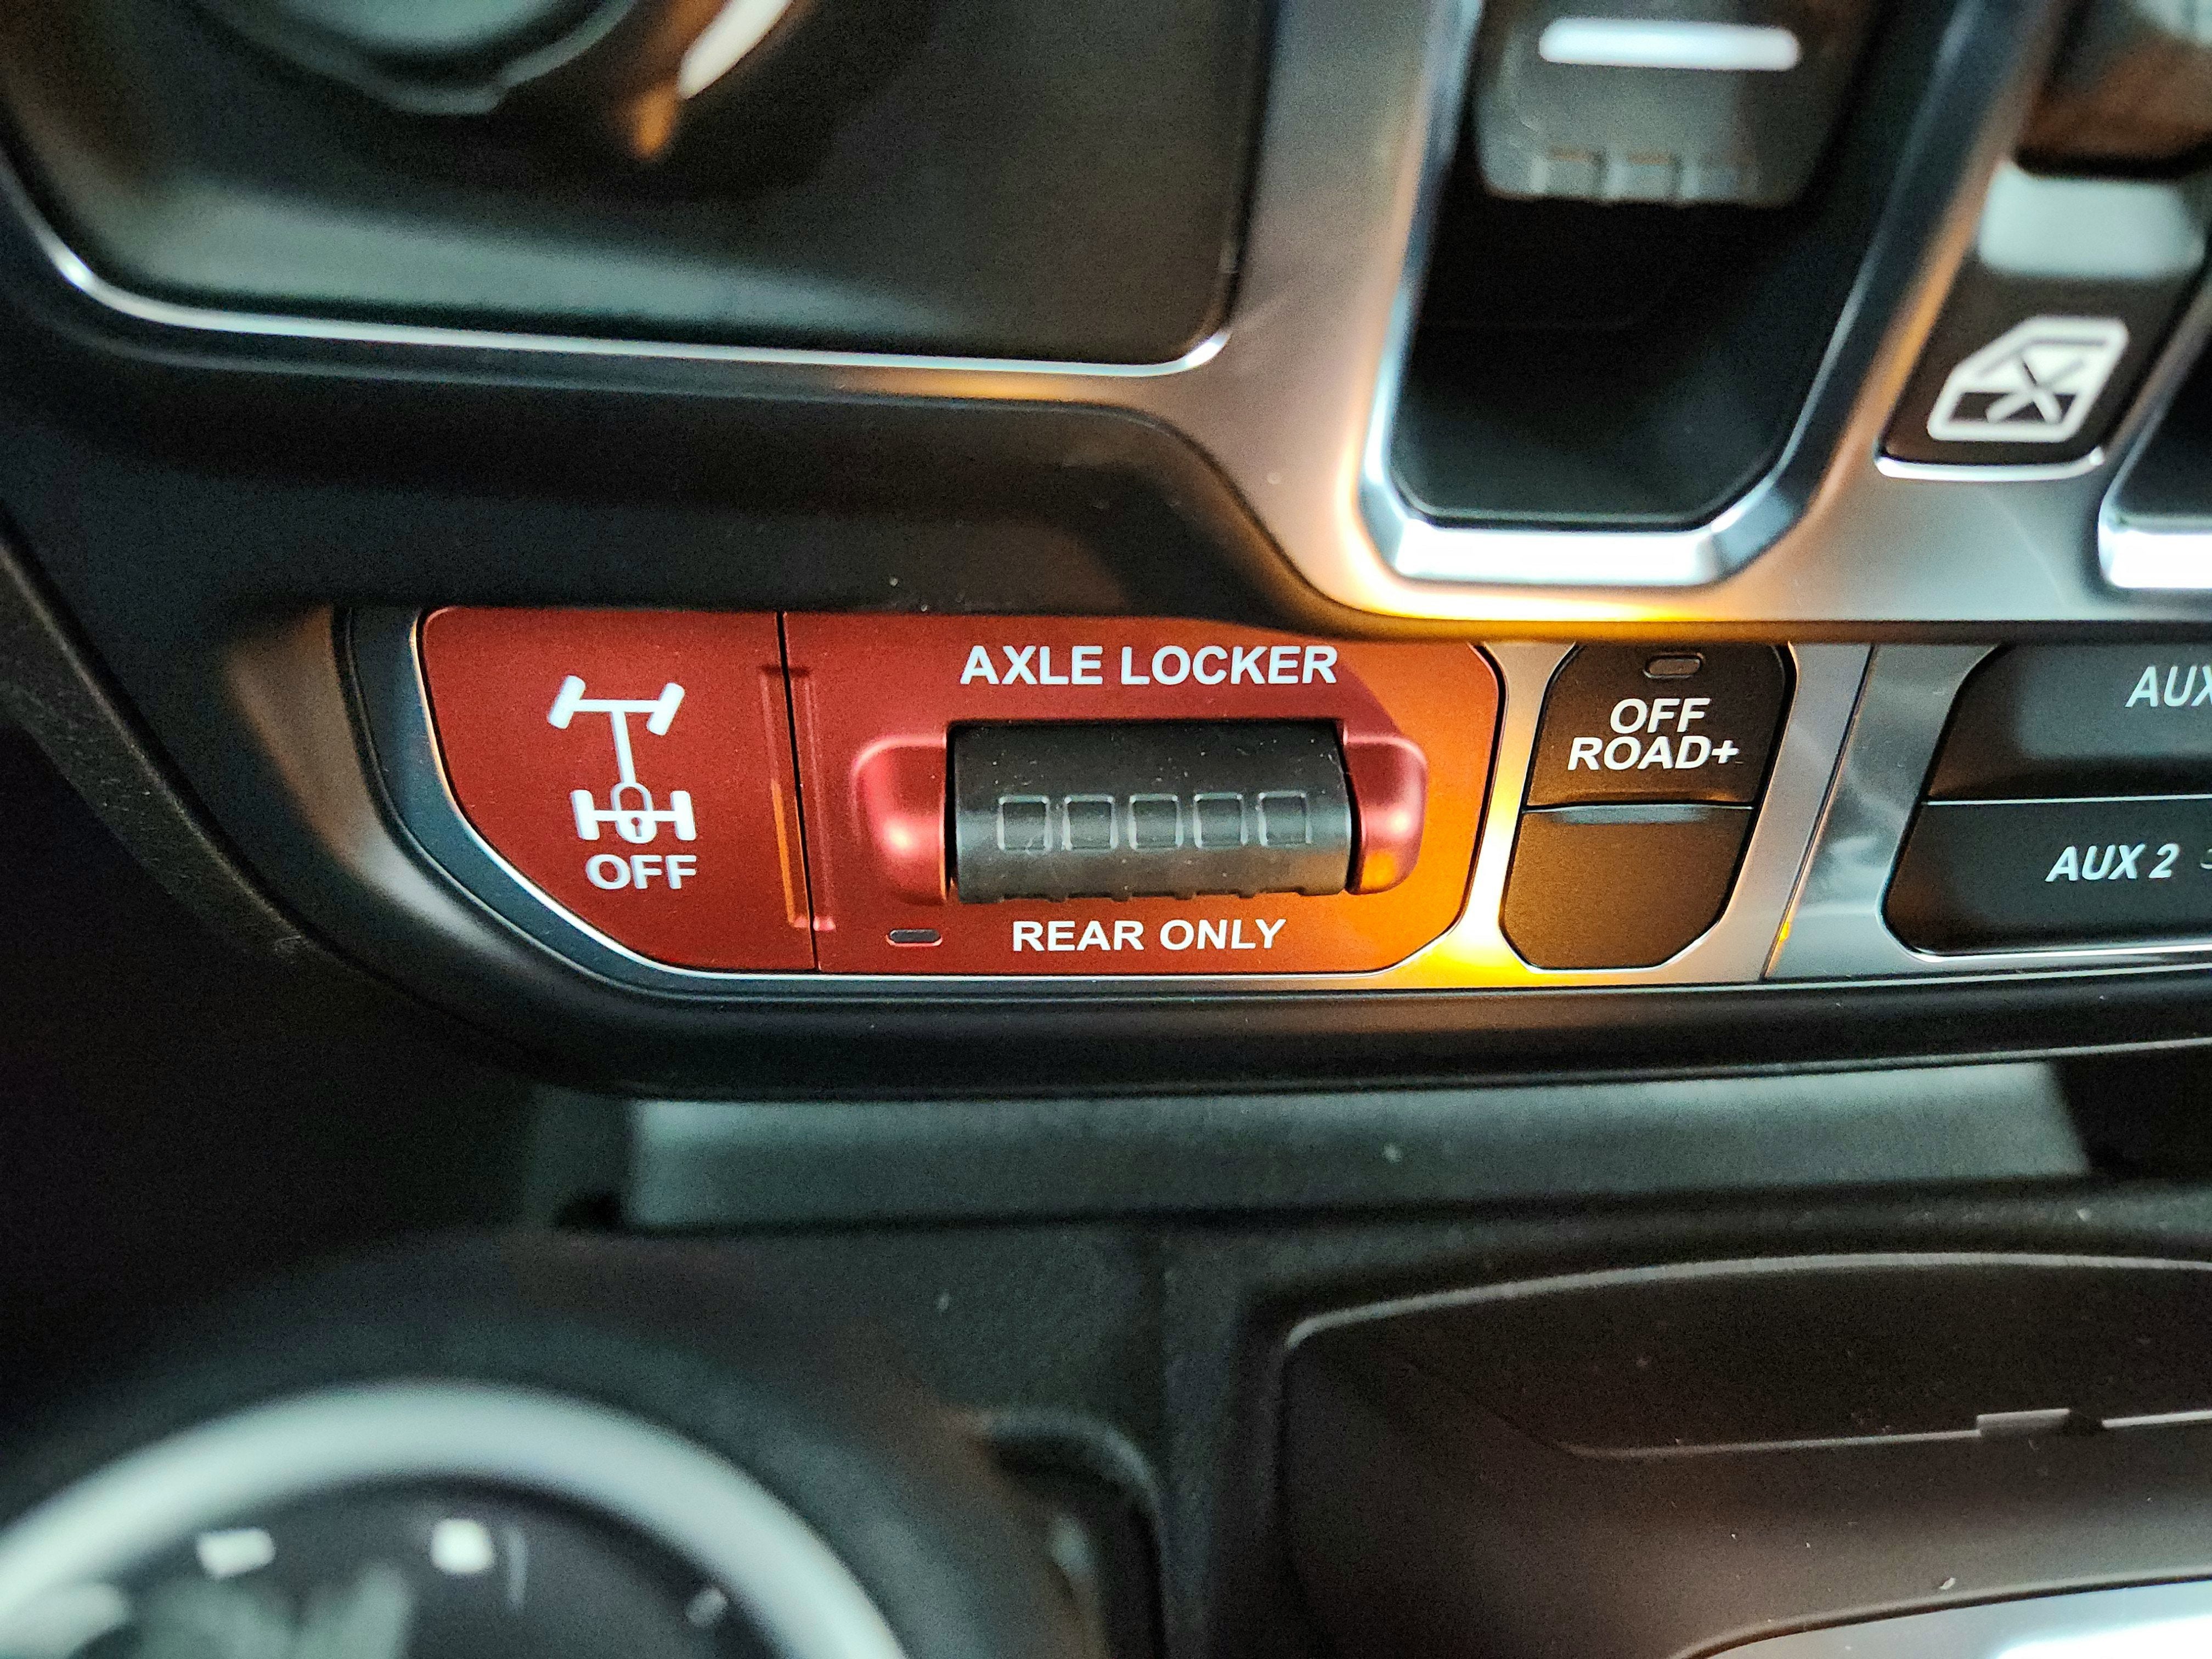 AXLE LOCKER
OFF
REAR ONLY
OFF
ROAD+
AUX
AUX 2